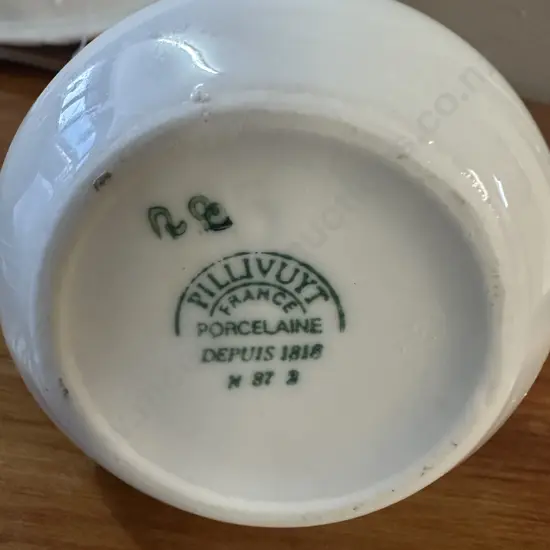 PILLIVUYT
FRANCE
PORCELAINE
DEPUIS 1818
N 87 2